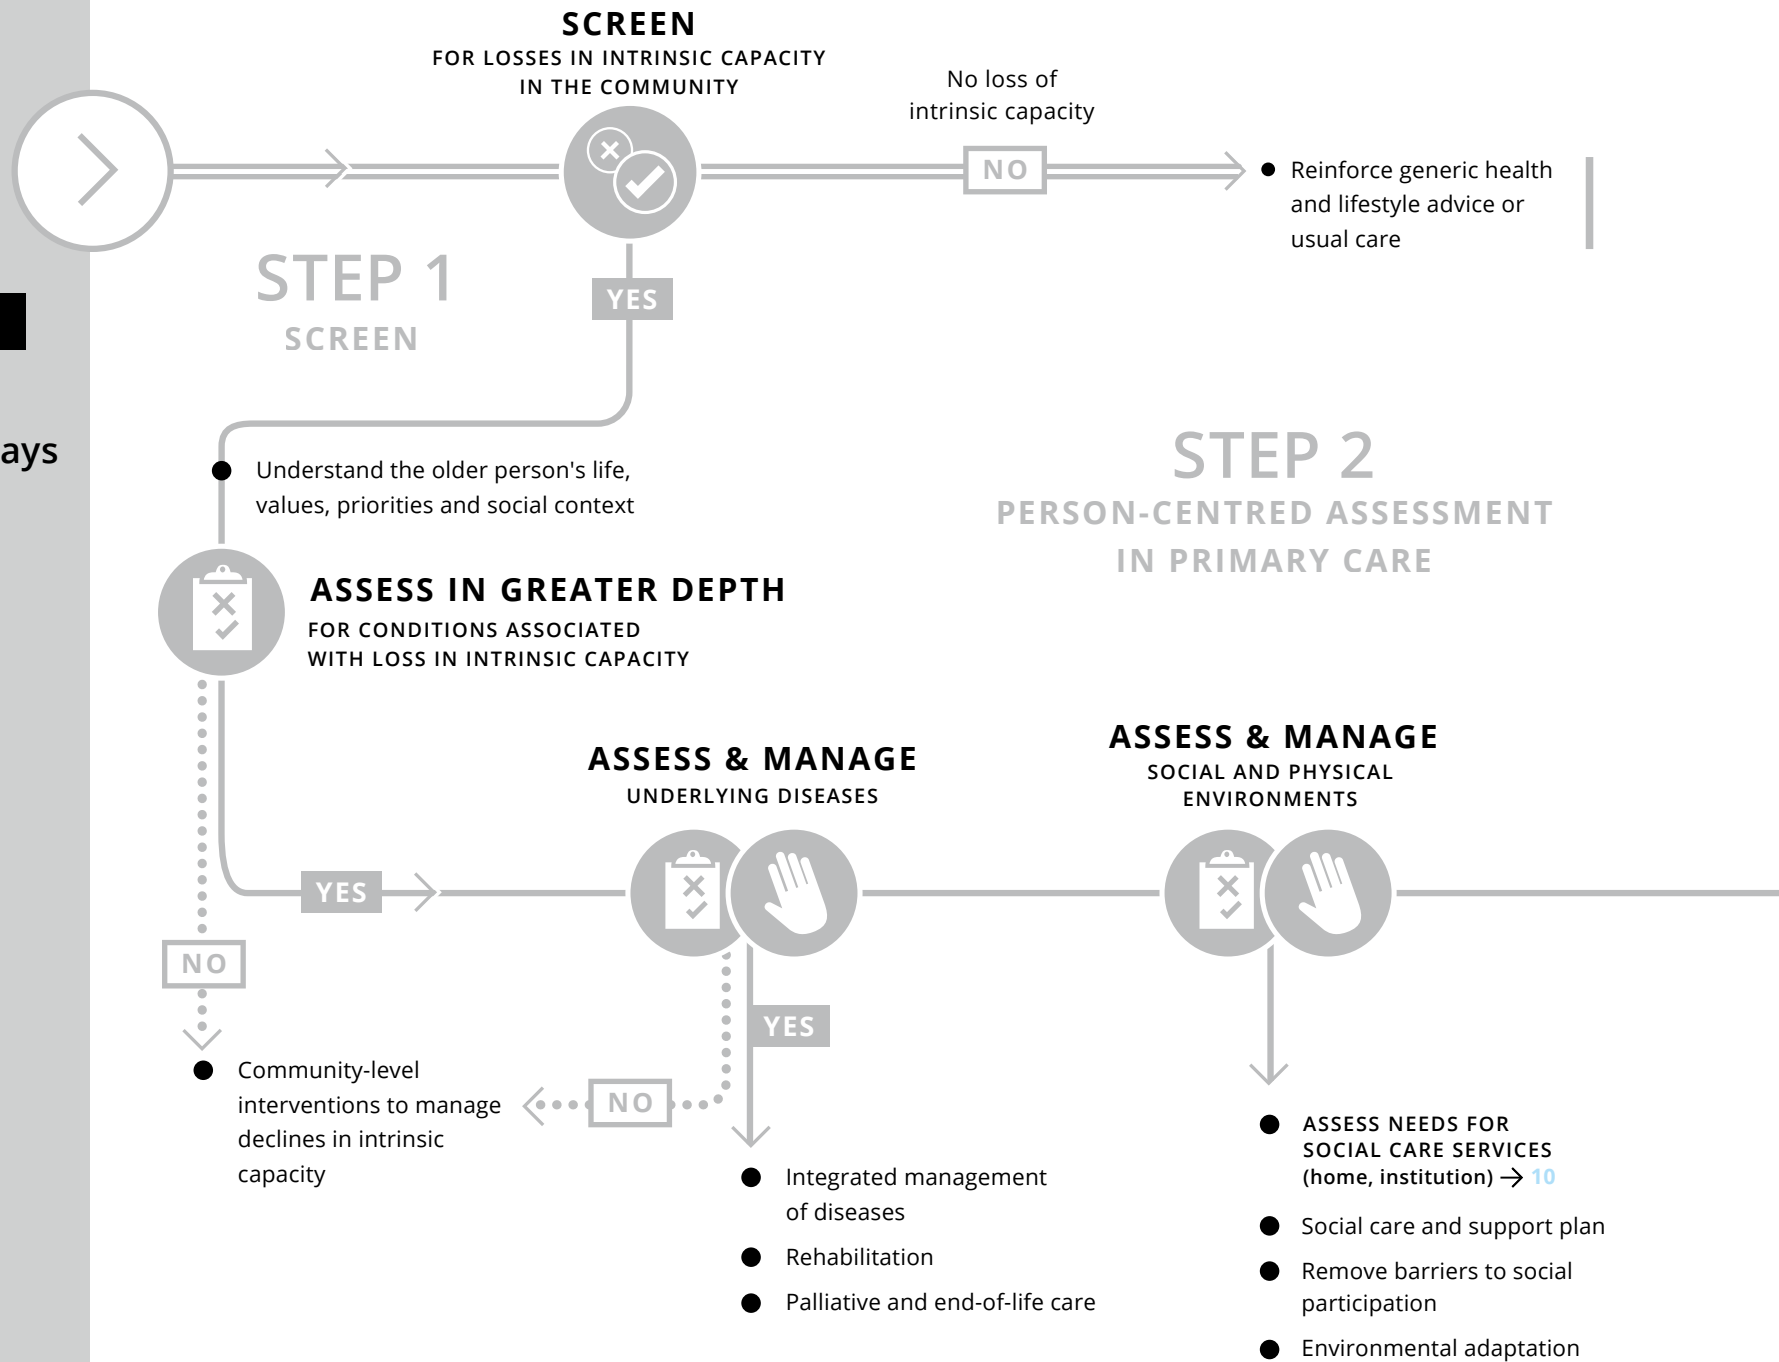 SCREEN
FOR LOSSES IN INTRINSIC CAPACITY
IN THE COMMUNITY
No loss of
intrinsic capacity
NO
Reinforce generic health
and lifestyle advice or
usual care
STEP 1
SCREEN
YES
ays
Understand the older person's life,
values, priorities and social context
STEP 2
PERSON-CENTRED ASSESSMENT
IN PRIMARY CARE
ASSESS IN GREATER DEPTH
FOR CONDITIONS ASSOCIATED
WITH LOSS IN INTRINSIC CAPACITY
ASSESS & MANAGE
UNDERLYING DISEASES
ASSESS & MANAGE
SOCIAL AND PHYSICAL
ENVIRONMENTS
YES
NO
YES
NO
Community-level
interventions to manage
declines in intrinsic
capacity
Integrated management
of diseases
Rehabilitation
Palliative and end-of-life care
ASSESS NEEDS FOR
SOCIAL CARE SERVICES
(home, institution) → 10
Social care and support plan
Remove barriers to social
participation
Environmental adaptation